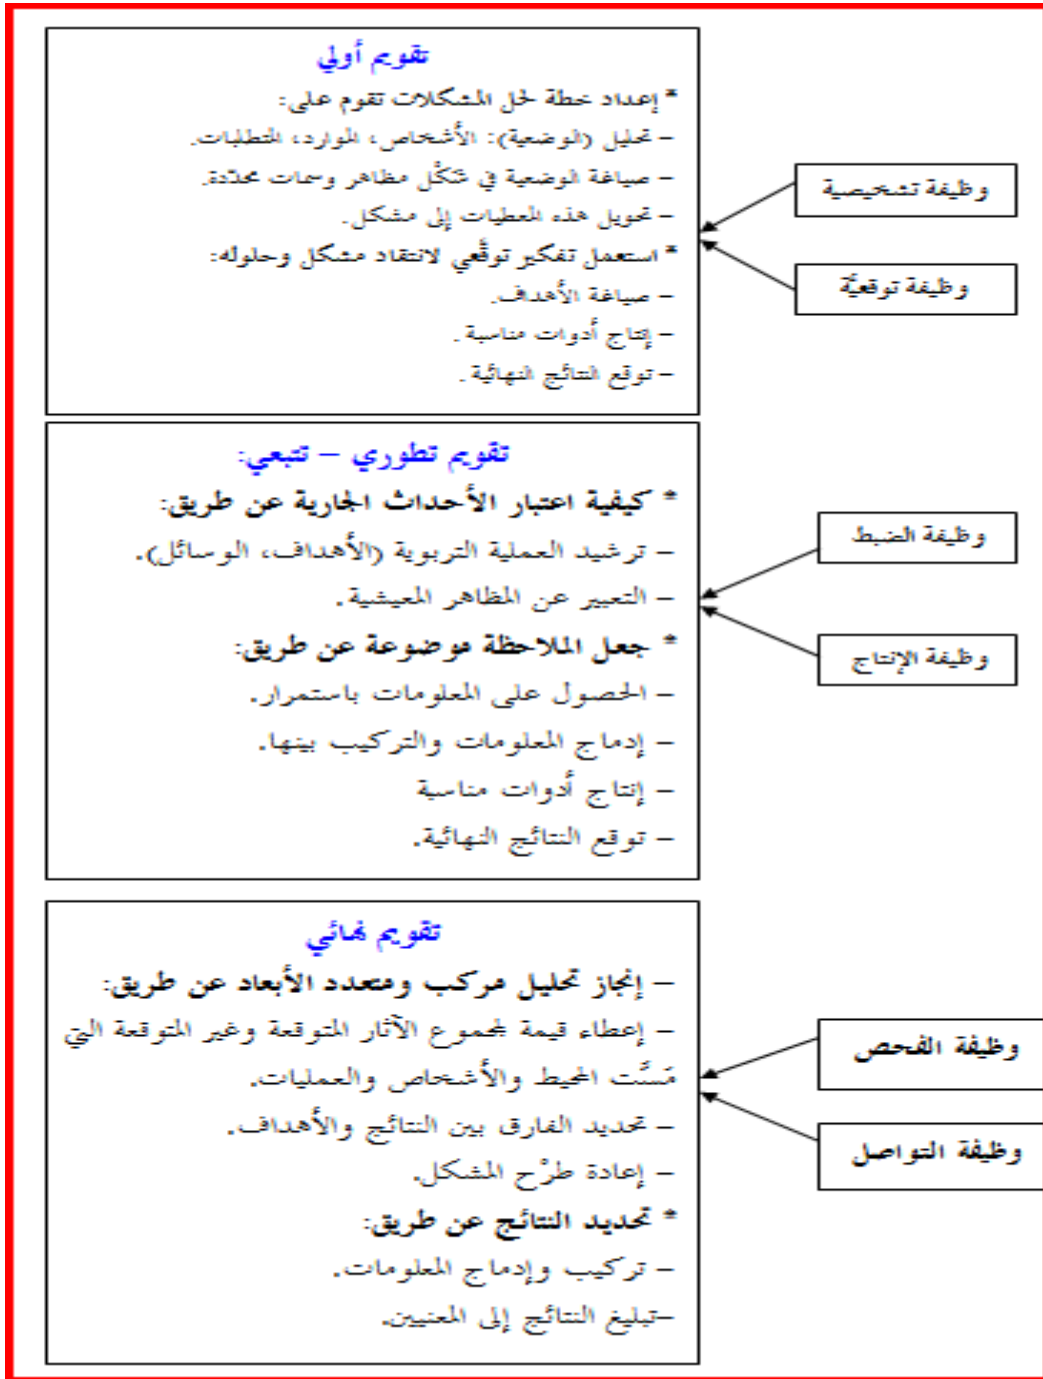 تقويم أولي
* إعداد خطة لحل المشكلات تقوم على:
– تحليل (الوضعية): الأشخاص، الموارد، المتطلبات.
– صياغة الوضعية في شكل مظاهر وسمات محدّدة.
– تحويل هذه المعطيات إلى مشكل.
* استعمل تفكير توقّعي لانتقاد مشكل وحلوله:
– صياغة الأهداف.
– إنتاج أدوات مناسبة.
– توقع النتائج النهائية.
وظيفة تشخيصية
وظيفة توقعيّة
تقويم تطوري – تتبعي:
* كيفية اعتبار الأحداث الجارية عن طريق:
– ترشيد العملية التربوية (الأهداف، الوسائل).
– التعبير عن المظاهر المعيشية.
* جعل الملاحظة موضوعة عن طريق:
– الحصول على المعلومات باستمرار.
– إدماج المعلومات والتركيب بينها.
– إنتاج أدوات مناسبة
– توقع النتائج النهائية.
وظيفة الضبط
وظيفة الإنتاج
تقويم نهائي
– إنجاز تحليل مركب ومتعدد الأبعاد عن طريق:
– إعطاء قيمة لمجموع الآثار المتوقعة وغير المتوقعة التي
مَسَّت المحيط والأشخاص والعمليات.
– تحديد الفارق بين النتائج والأهداف.
– إعادة طرْح المشكل.
* تحديد النتائج عن طريق:
– تركيب وإدماج المعلومات.
–تبليغ النتائج إلى المعنيين.
وظيفة الفحص
وظيفة التواصل